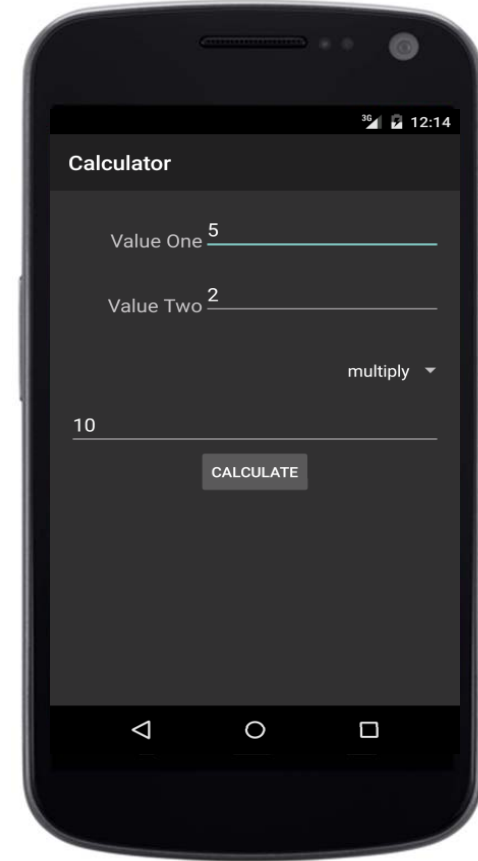 3G 12:14
Calculator
Value One 5
Value Two 2
multiply
10
CALCULATE